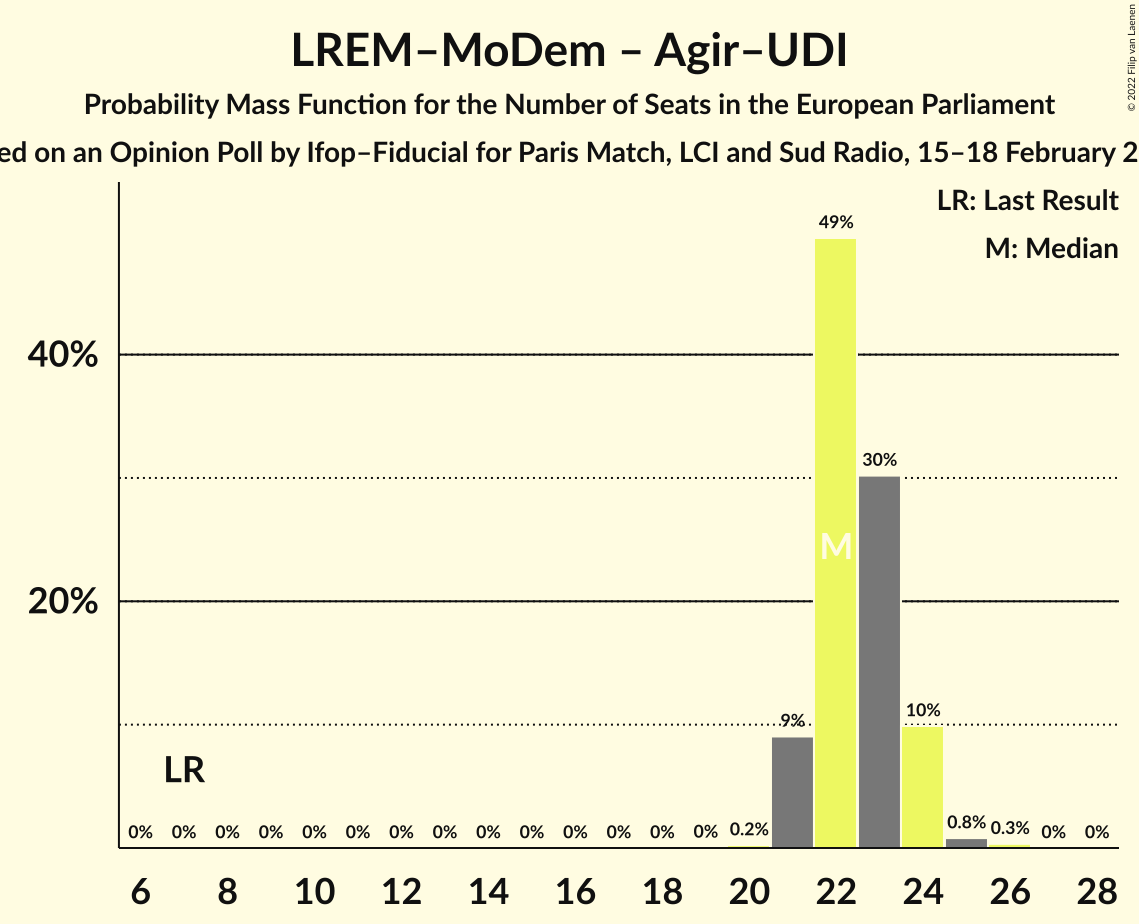 LREM–MoDem – Agir–UDI
Probability Mass Function for the Number of Seats in the European Parliament
ed on an Opinion Poll by Ifop–Fiducial for Paris Match, LCI and Sud Radio, 15–18 February 2
© 2022 Filip van Laenen
LR: Last Result
M: Median
49%
40%
30%
M
20%
10%
9%
LR
0% 0% 0% 0% 0% 0% 0% 0% 0% 0% 0% 0% 0% 0% 0.2% 0.8% 0.3% 0% 0%
6 8 10 12 14 16 18 20 22 24 26 28